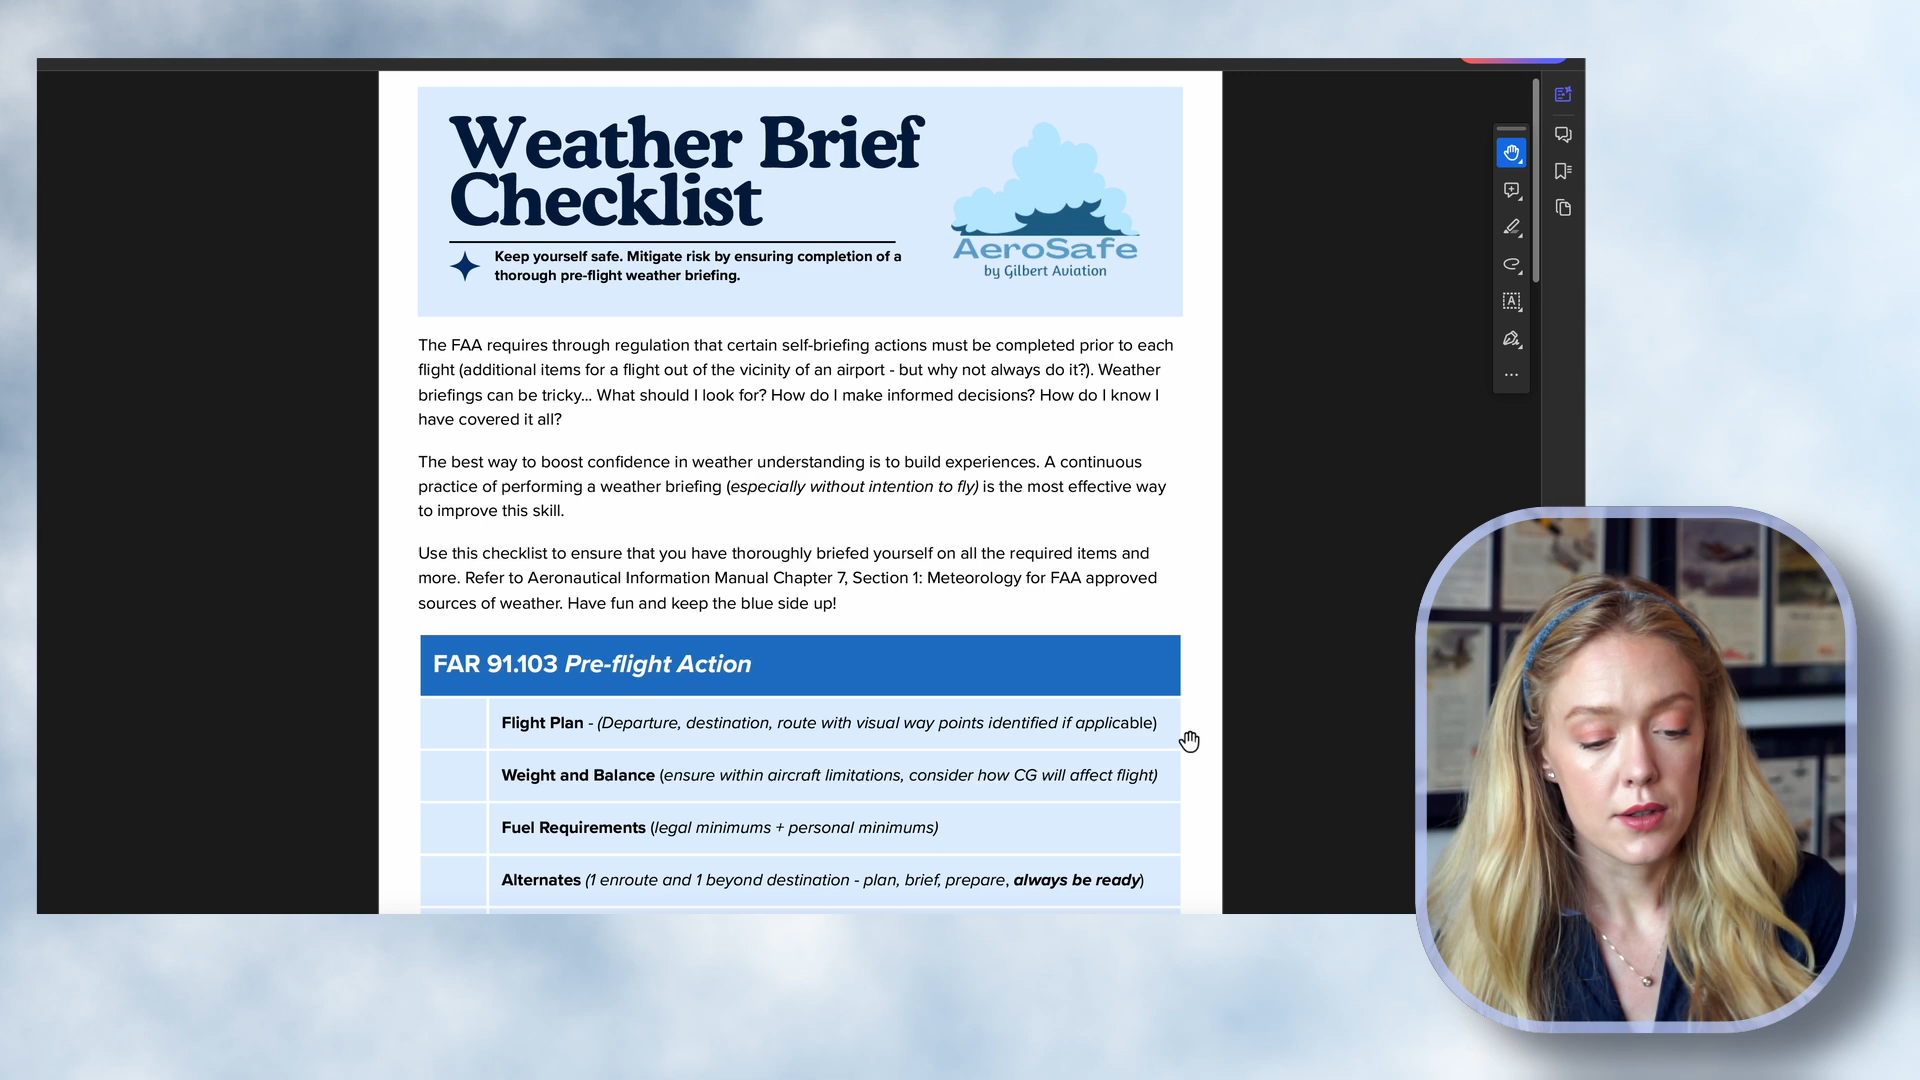 Weather Brief
Checklist
Keep yourself safe. Mitigate risk by ensuring completion of a
thorough pre-flight weather briefing.
AeroSafe
by Gilbert Aviation
The FAA requires through regulation that certain self-briefing actions must be completed prior to each
flight (additional items for a flight out of the vicinity of an airport - but why not always do it?). Weather
briefings can be tricky... What should I look for? How do I make informed decisions? How do I know I
have covered it all?
The best way to boost confidence in weather understanding is to build experiences. A continuous
practice of performing a weather briefing (especially without intention to fly) is the most effective way
to improve this skill.
Use this checklist to ensure that you have thoroughly briefed yourself on all the required items and
more. Refer to Aeronautical Information Manual Chapter 7, Section 1: Meteorology for FAA approved
sources of weather. Have fun and keep the blue side up!
FAR 91.103 Pre-flight Action
Flight Plan - (Departure, destination, route with visual way points identified if applicable)
Weight and Balance (ensure within aircraft limitations, consider how CG will affect flight)
Fuel Requirements (legal minimums + personal minimums)
Alternates (1 enroute and 1 beyond destination - plan, brief, prepare, always be ready)